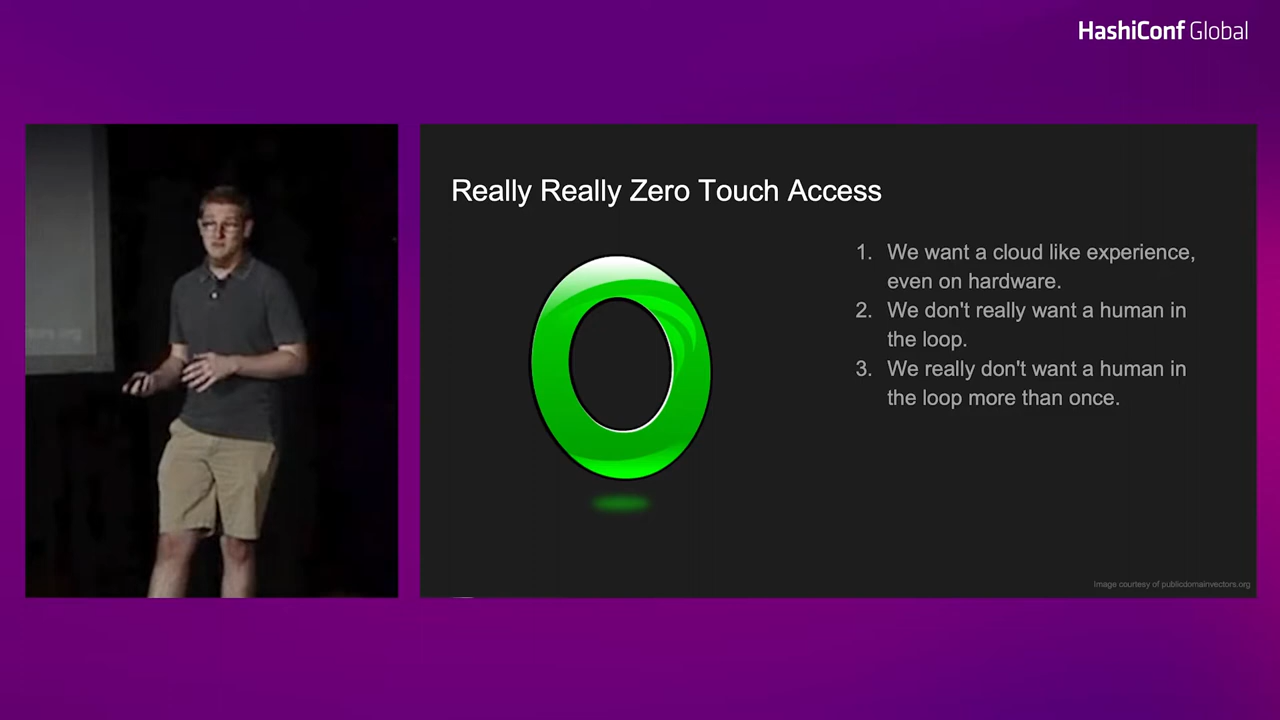 HashiConf Global
Really Really Zero Touch Access
1. We want a cloud like experience,
even on hardware.
2. We don't really want a human in
the loop.
3. We really don't want a human in
the loop more than once.
Image courtesy of publicdomainvectors.org